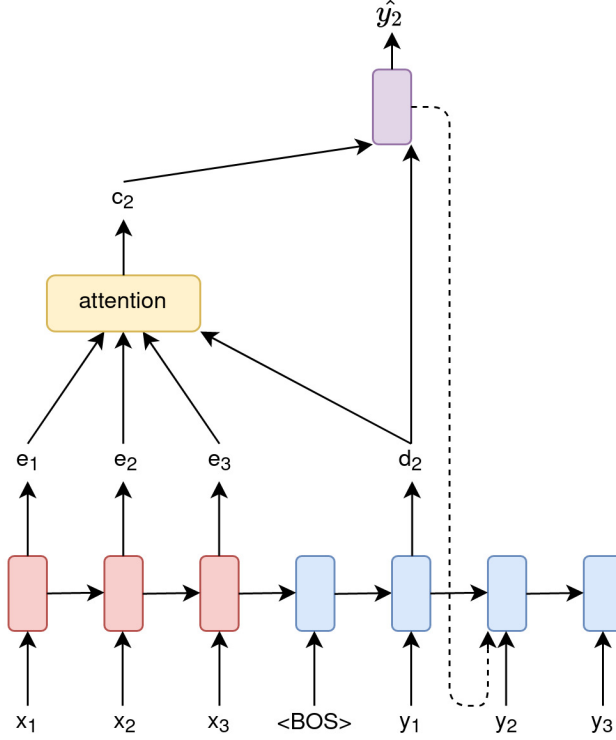 ŷ₂
c₂
attention
e₁ e₂ e₃ d₂
x₁ x₂ x₃ <BOS> y₁ y₂ y₃